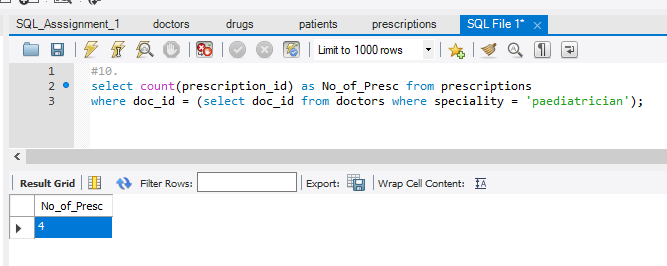 SQL_Asssignment_1 doctors drugs patients prescriptions SQL File 1*
Limit to 1000 rows
1 #10.
2 select count(prescription_id) as No_of_Presc from prescriptions
3 where doc_id = (select doc_id from doctors where speciality = 'paediatrician');
Result Grid Filter Rows: Export: Wrap Cell Content: IA
No_of_Presc
4